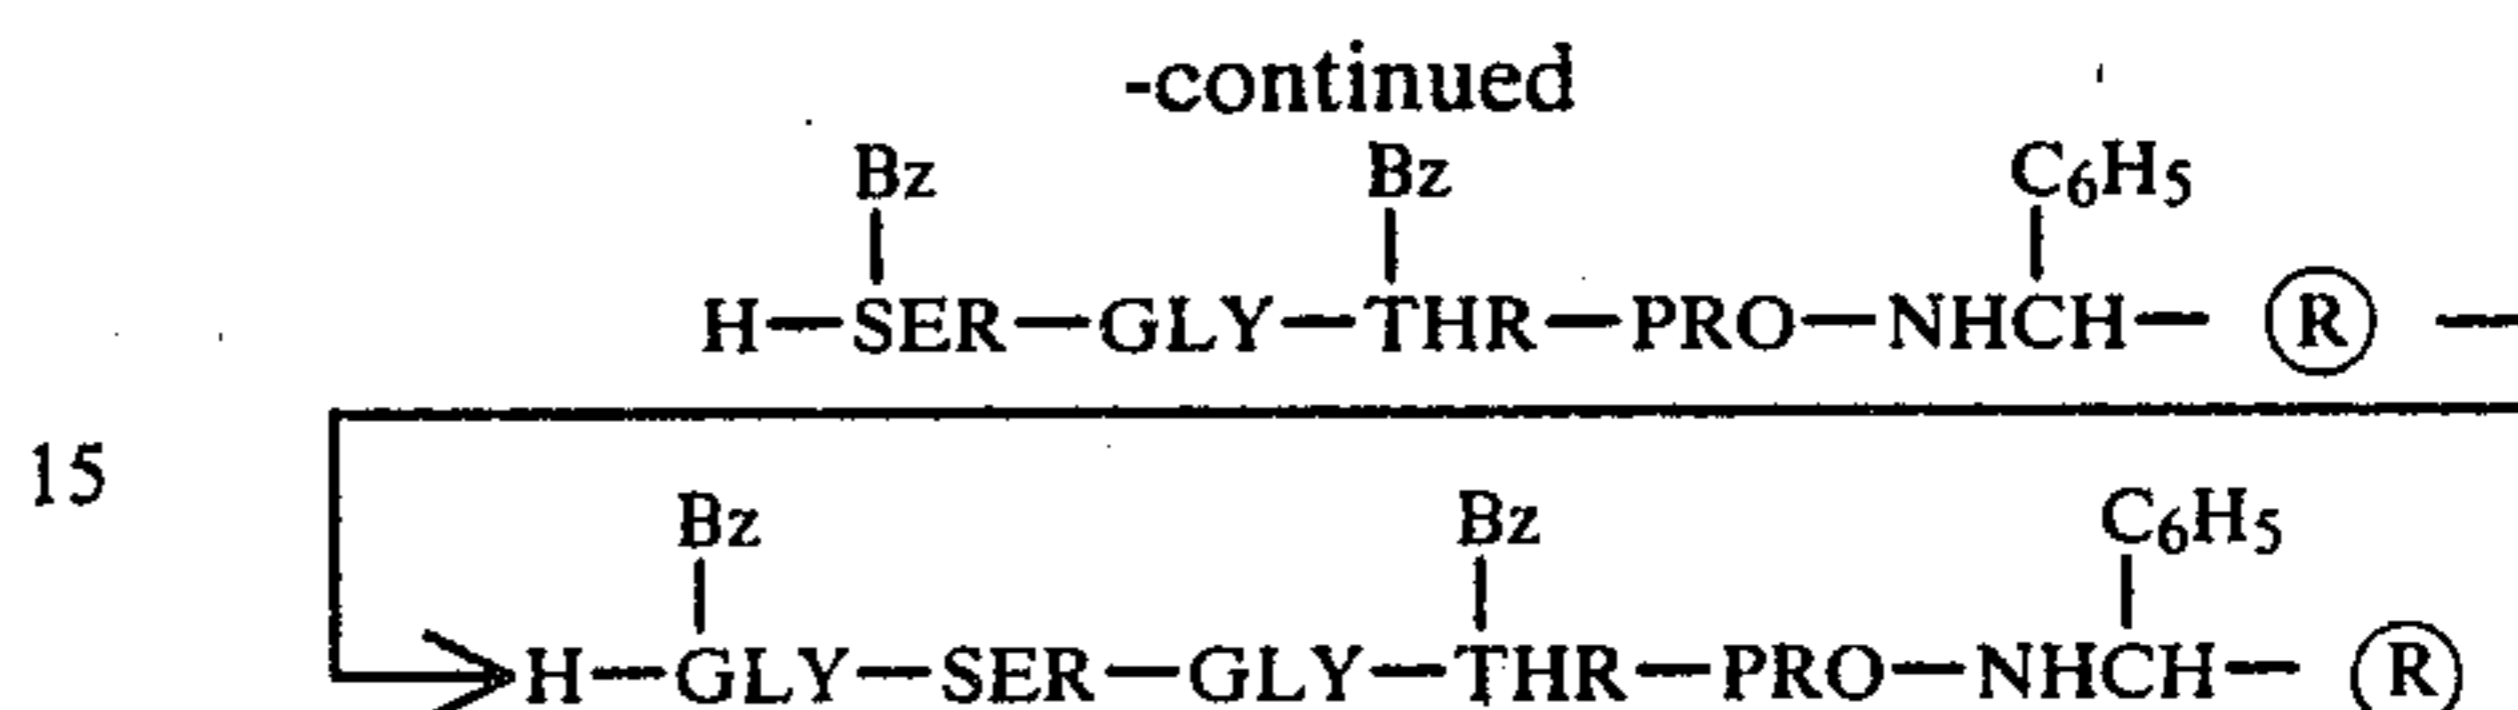 -continued
Bz Bz C6H5
H—SER—GLY—THR—PRO—NHCH— Ⓡ —
15
Bz Bz C6H5
H—GLY—SER—GLY—THR—PRO—NHCH— Ⓡ